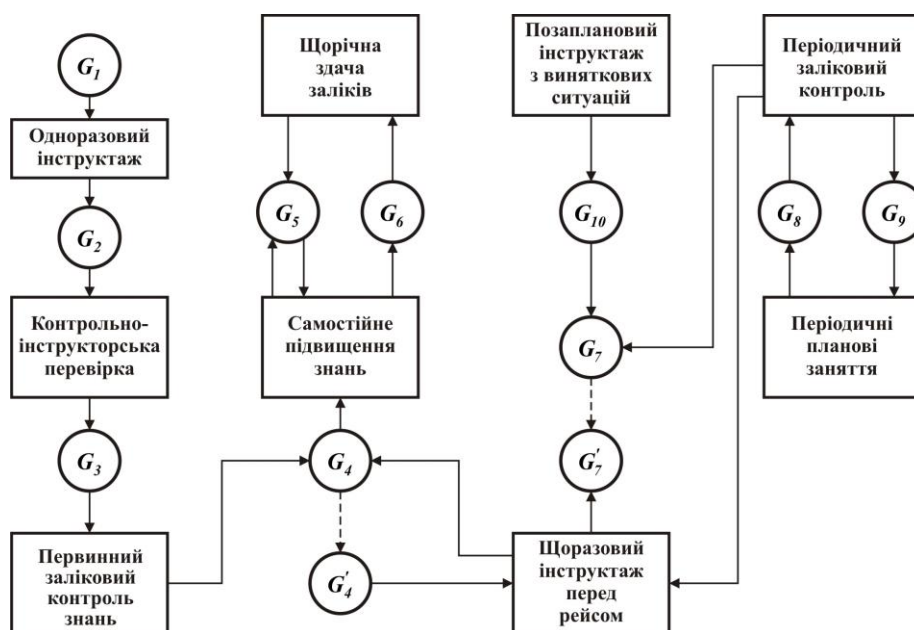 G1
Одноразовий
інструктаж
G2
Контрольно-
інструкторська
перевірка
G3
Первинний
заліковий
контроль
знань
Щорічна
здача
заліків
G5
G6
Самостійне
підвищення
знань
G4
G'4
Позаплановий
інструктаж
з виняткових
ситуацій
G10
G7
G'7
Щоразовий
інструктаж
перед
рейсом
Періодичний
заліковий
контроль
G8
G9
Періодичні
планові
заняття